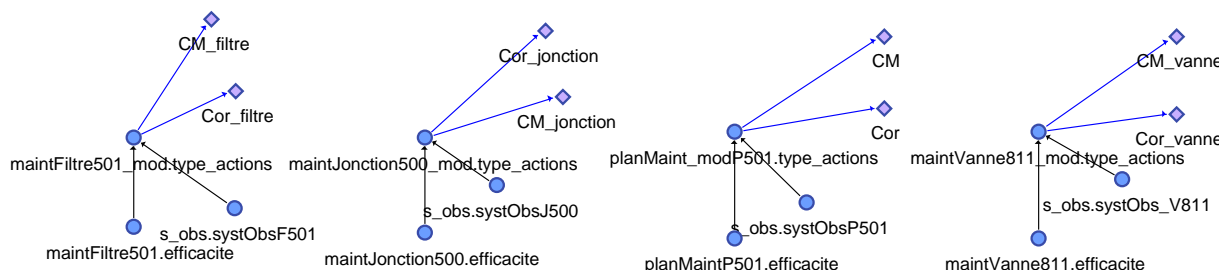 CM_filtre
Cor_filtre
maintFiltre501_mod.type_actions
s_obs.systObsF501
maintFiltre501.efficacite
Cor_jonction
CM_jonction
maintJonction500_mod.type_actions
s_obs.systObsJ500
maintJonction500.efficacite
CM
Cor
planMaint_modP501.type_actions
s_obs.systObsP501
planMaintP501.efficacite
CM_vanne
Cor_vanne
maintVanne811_mod.type_actions
s_obs.systObs_V811
maintVanne811.efficacite